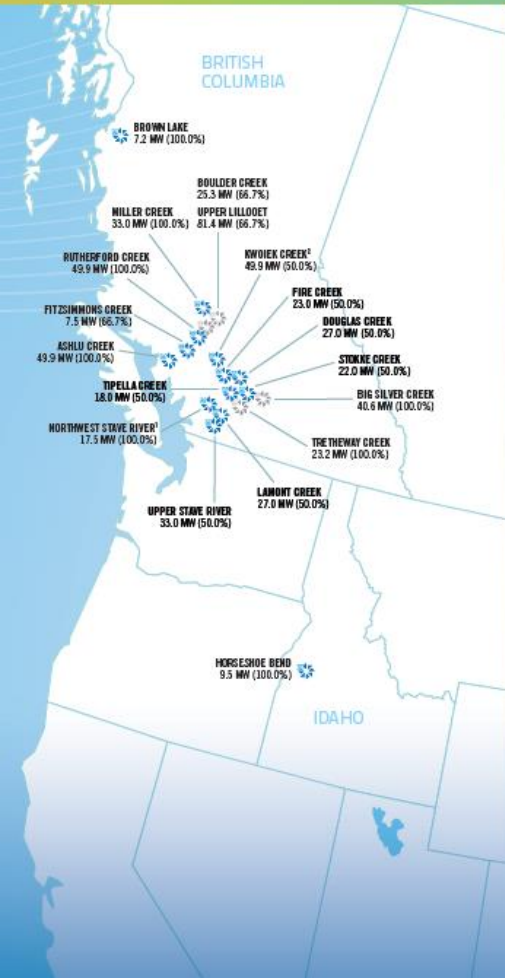 BRITISH
COLUMBIA
BROWN LAKE
7.2 MW (100.0%)
BOULDER CREEK
25.3 MW (66.7%)
MILLER CREEK
33.0 MW (100.0%)
UPPER LILLOOET
81.4 MW (66.7%)
RUTHERFORD CREEK
49.9 MW (100.0%)
KWOIEK CREEK²
49.9 MW (50.0%)
FIRE CREEK
23.0 MW (50.0%)
FITZSIMMONS CREEK
7.5 MW (66.7%)
DOUGLAS CREEK
27.0 MW (50.0%)
ASHLU CREEK
49.9 MW (100.0%)
STOKKE CREEK
22.0 MW (50.0%)
TIPELLA CREEK
18.0 MW (50.0%)
BIG SILVER CREEK
40.6 MW (100.0%)
NORTHWEST STAVE RIVER¹
17.5 MW (100.0%)
TRETHEWAY CREEK
23.2 MW (100.0%)
LAMONT CREEK
27.0 MW (50.0%)
UPPER STAVE RIVER
33.0 MW (50.0%)
HORSESHOE BEND
9.5 MW (100.0%)
IDAHO